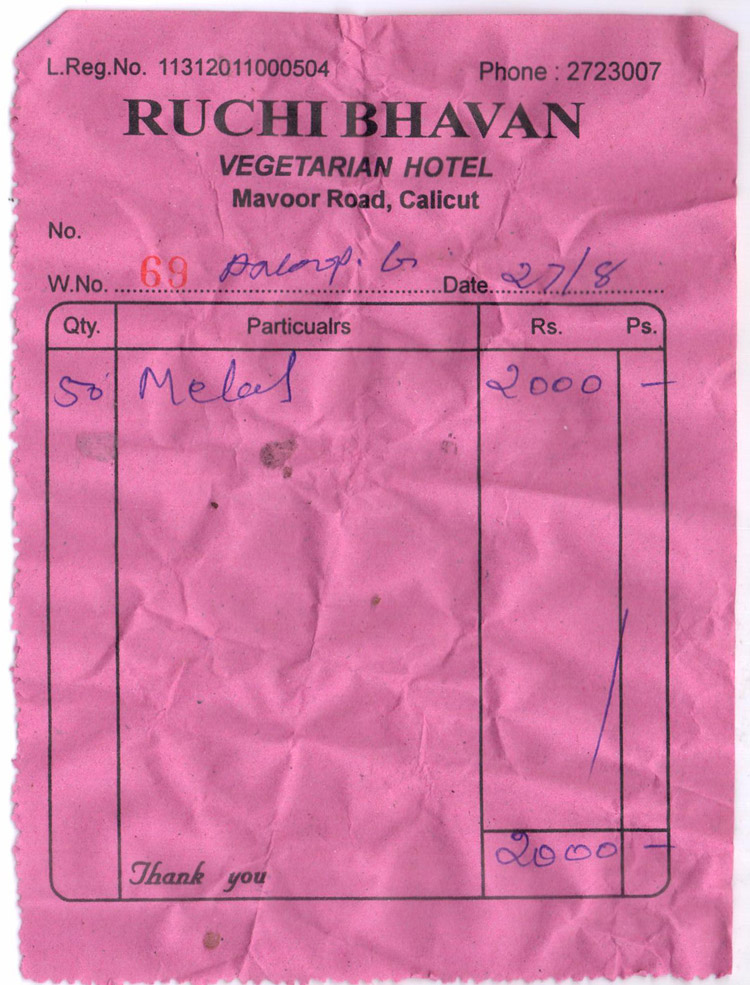 L.Reg.No. 11312011000504 Phone : 2723007
RUCHI BHAVAN
VEGETARIAN HOTEL
Mavoor Road, Calicut
No.
W.No. 69 Date 27/8
Qty. Particualrs Rs. Ps.
50 Melas 2000 —
2000 —
Thank you